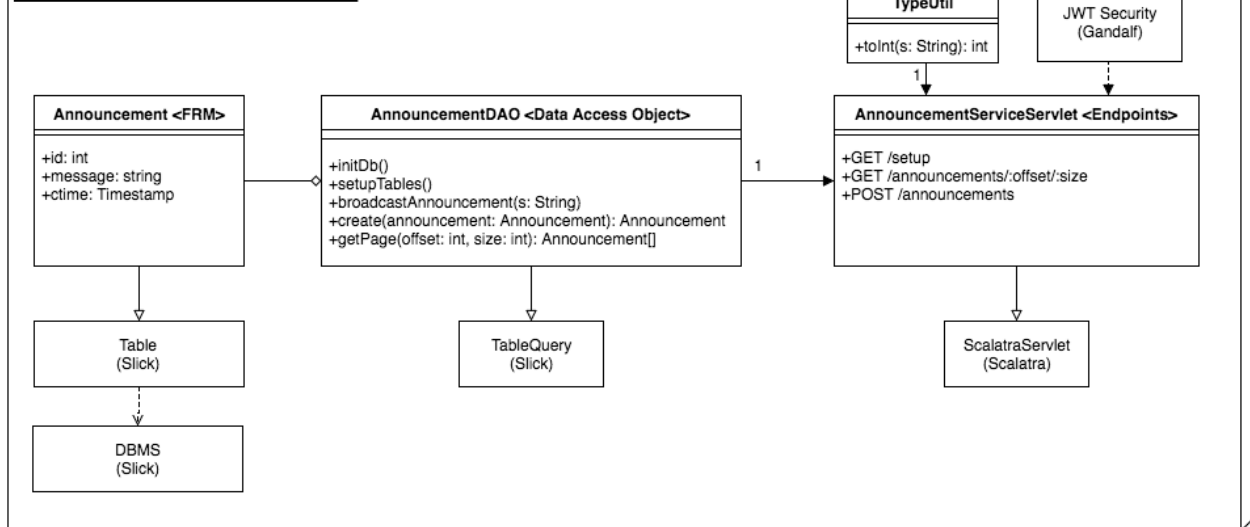 TypeUtil
+toInt(s: String): int
JWT Security
(Gandalf)
1
Announcement <FRM>
+id: int
+message: string
+ctime: Timestamp
AnnouncementDAO <Data Access Object>
+initDb()
+setupTables()
+broadcastAnnouncement(s: String)
+create(announcement: Announcement): Announcement
+getPage(offset: int, size: int): Announcement[]
1
AnnouncementServiceServlet <Endpoints>
+GET /setup
+GET /announcements/:offset/:size
+POST /announcements
Table
(Slick)
TableQuery
(Slick)
ScalatraServlet
(Scalatra)
DBMS
(Slick)